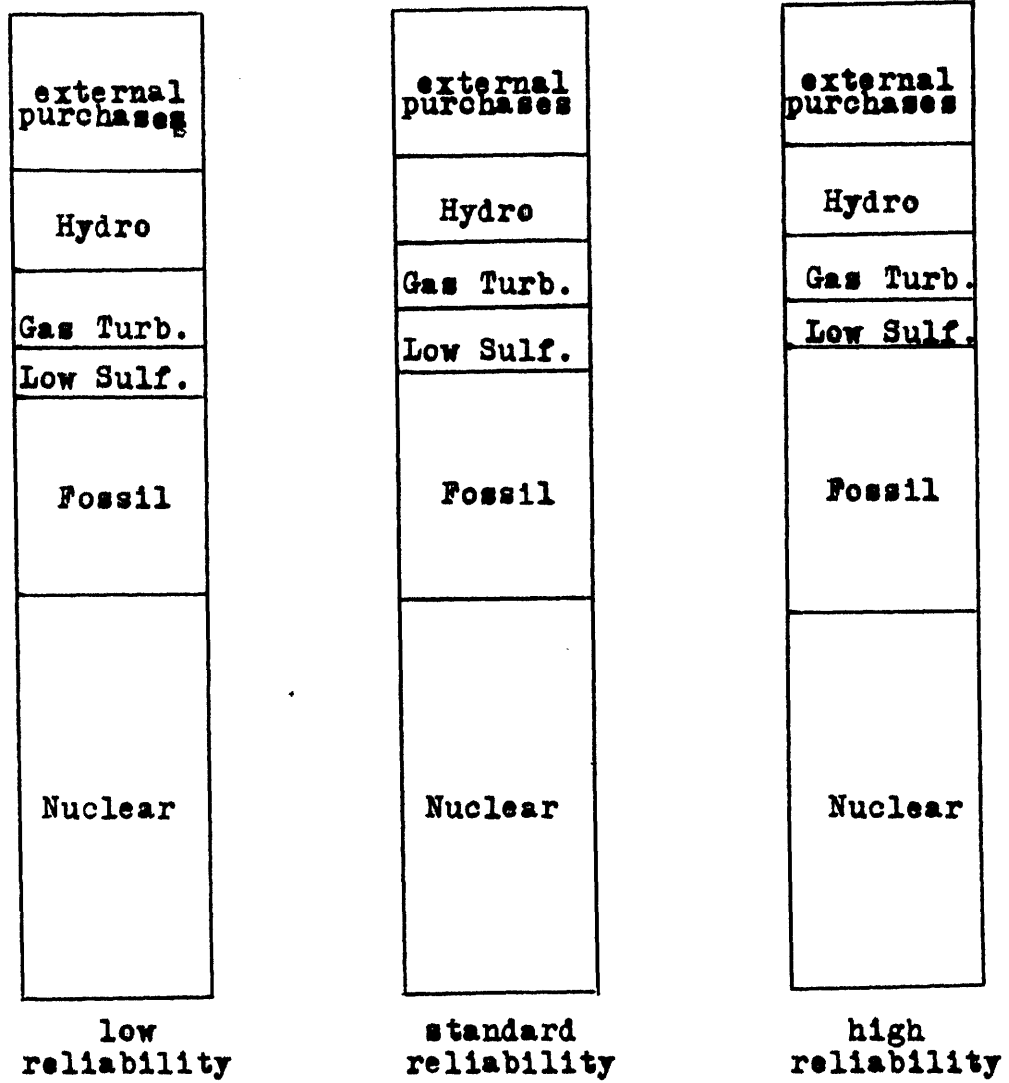 external
purchases
Hydro
Gas Turb.
Low Sulf.
Fossil
Nuclear
low
reliability
external
purchases
Hydro
Gas Turb.
Low Sulf.
Fossil
Nuclear
standard
reliability
external
purchases
Hydro
Gas Turb.
Low Sulf.
Fossil
Nuclear
high
reliability